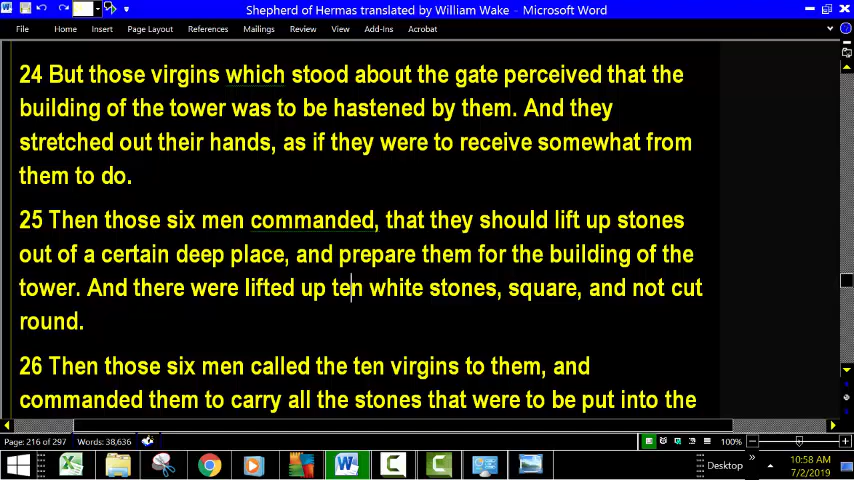 Shepherd of Hermas translated by William Wake - Microsoft Word
File Home Insert Page Layout References Mailings Review View Add-Ins Acrobat
24 But those virgins which stood about the gate perceived that the
building of the tower was to be hastened by them. And they
stretched out their hands, as if they were to receive somewhat from
them to do.
25 Then those six men commanded, that they should lift up stones
out of a certain deep place, and prepare them for the building of the
tower. And there were lifted up ten white stones, square, and not cut
round.
26 Then those six men called the ten virgins to them, and
commanded them to carry all the stones that were to be put into the
Page: 216 of 297 Words: 38,636 100%
Desktop 10:58 AM
7/2/2019